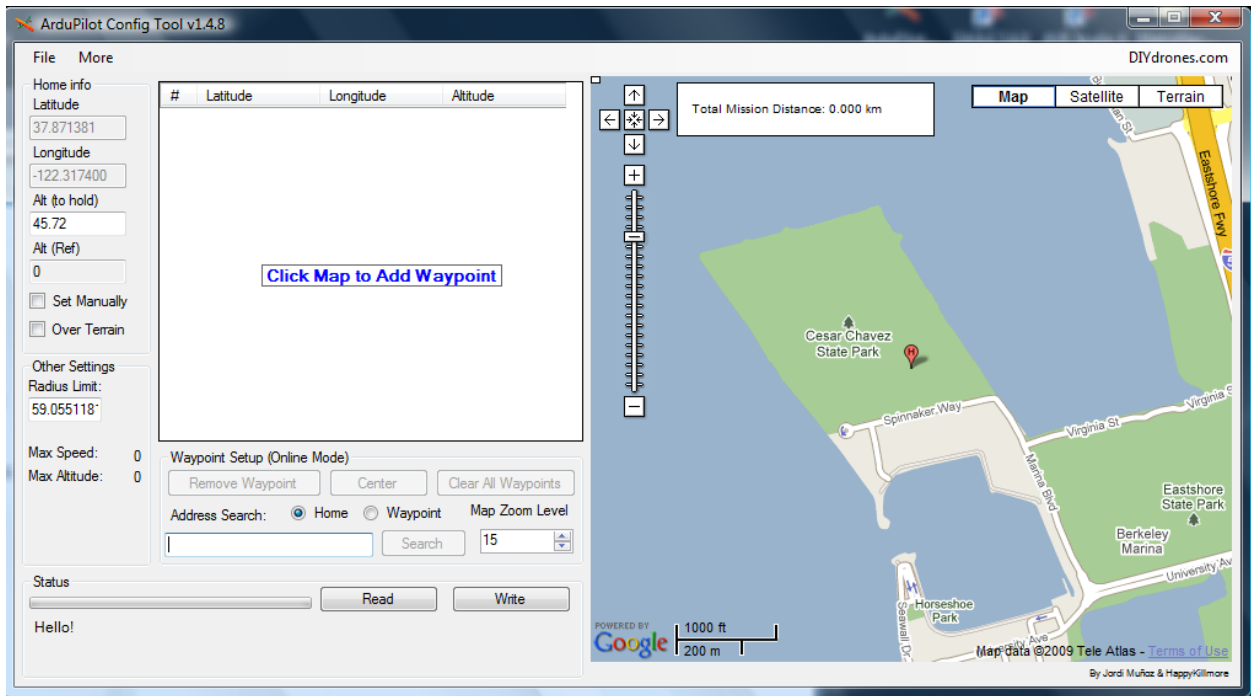 ArduPilot Config Tool v1.4.8
File More
DIYdrones.com
Home info
Latitude
37.871381
Longitude
-122.317400
Alt (to hold)
45.72
Alt (Ref)
0
Set Manually
Over Terrain
Other Settings
Radius Limit:
59.055118
Max Speed: 0
Max Altitude: 0
# Latitude Longitude Altitude
Click Map to Add Waypoint
Waypoint Setup (Online Mode)
Remove Waypoint Center Clear All Waypoints
Address Search: Home Waypoint Map Zoom Level
Search 15
Status
Read Write
Hello!
Total Mission Distance: 0.000 km
Map Satellite Terrain
Eastshore Fwy
Cesar Chavez
State Park
H
Spinnaker Way
Virginia St
Virginia S
Marina Blvd
Eastshore
State Park
Berkeley
Marina
University Av
Horseshoe
Park
Seawall Dr
Ave
POWERED BY
Google
1000 ft
200 m
Map data ©2009 Tele Atlas - Terms of Use
By Jordi Muñoz & HappyKillmore